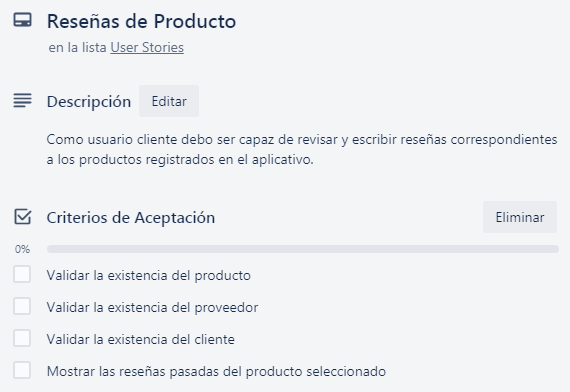 Reseñas de Producto
en la lista User Stories
Descripción Editar
Como usuario cliente debo ser capaz de revisar y escribir reseñas correspondientes
a los productos registrados en el aplicativo.
Criterios de Aceptación Eliminar
0%
Validar la existencia del producto
Validar la existencia del proveedor
Validar la existencia del cliente
Mostrar las reseñas pasadas del producto seleccionado